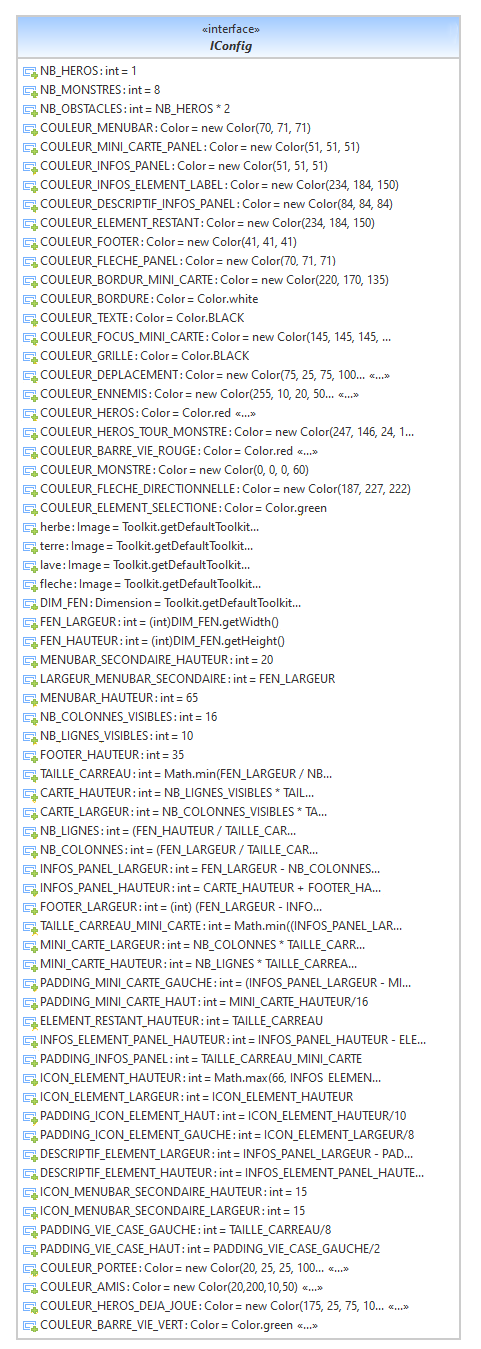 «interface»
IConfig
NB_HEROS: int = 1
NB_MONSTRES: int = 8
NB_OBSTACLES: int = NB_HEROS * 2
COULEUR_MENUBAR: Color = new Color(70, 71, 71)
COULEUR_MINI_CARTE_PANEL: Color = new Color(51, 51, 51)
COULEUR_INFOS_PANEL: Color = new Color(51, 51, 51)
COULEUR_INFOS_ELEMENT_LABEL: Color = new Color(234, 184, 150)
COULEUR_DESCRIPTIF_INFOS_PANEL: Color = new Color(84, 84, 84)
COULEUR_ELEMENT_RESTANT: Color = new Color(234, 184, 150)
COULEUR_FOOTER: Color = new Color(41, 41, 41)
COULEUR_FLECHE_PANEL: Color = new Color(70, 71, 71)
COULEUR_BORDUR_MINI_CARTE: Color = new Color(220, 170, 135)
COULEUR_BORDURE: Color = Color.white
COULEUR_TEXTE: Color = Color.BLACK
COULEUR_FOCUS_MINI_CARTE: Color = new Color(145, 145, 145, ...
COULEUR_GRILLE: Color = Color.BLACK
COULEUR_DEPLACEMENT: Color = new Color(75, 25, 75, 100... «...»
COULEUR_ENNEMIS: Color = new Color(255, 10, 20, 50... «...»
COULEUR_HEROS: Color = Color.red «...»
COULEUR_HEROS_TOUR_MONSTRE: Color = new Color(247, 146, 24, 1...
COULEUR_BARRE_VIE_ROUGE: Color = Color.red «...»
COULEUR_MONSTRE: Color = new Color(0, 0, 0, 60)
COULEUR_FLECHE_DIRECTIONNELLE: Color = new Color(187, 227, 222)
COULEUR_ELEMENT_SELECTIONE: Color = Color.green
herbe: Image = Toolkit.getDefaultToolkit...
terre: Image = Toolkit.getDefaultToolkit...
lave: Image = Toolkit.getDefaultToolkit...
fleche: Image = Toolkit.getDefaultToolkit...
DIM_FEN: Dimension = Toolkit.getDefaultToolkit...
FEN_LARGEUR: int = (int)DIM_FEN.getWidth()
FEN_HAUTEUR: int = (int)DIM_FEN.getHeight()
MENUBAR_SECONDAIRE_HAUTEUR: int = 20
LARGEUR_MENUBAR_SECONDAIRE: int = FEN_LARGEUR
MENUBAR_HAUTEUR: int = 65
NB_COLONNES_VISIBLES: int = 16
NB_LIGNES_VISIBLES: int = 10
FOOTER_HAUTEUR: int = 35
TAILLE_CARREAU: int = Math.min(FEN_LARGEUR / NB...
CARTE_HAUTEUR: int = NB_LIGNES_VISIBLES * TAIL...
CARTE_LARGEUR: int = NB_COLONNES_VISIBLES * TA...
NB_LIGNES: int = (FEN_HAUTEUR / TAILLE_CAR...
NB_COLONNES: int = (FEN_LARGEUR / TAILLE_CAR...
INFOS_PANEL_LARGEUR: int = FEN_LARGEUR - NB_COLONNES...
INFOS_PANEL_HAUTEUR: int = CARTE_HAUTEUR + FOOTER_HA...
FOOTER_LARGEUR: int = (int) (FEN_LARGEUR - INFO...
TAILLE_CARREAU_MINI_CARTE: int = Math.min((INFOS_PANEL_LAR...
MINI_CARTE_LARGEUR: int = NB_COLONNES * TAILLE_CARR...
MINI_CARTE_HAUTEUR: int = NB_LIGNES * TAILLE_CARREA...
PADDING_MINI_CARTE_GAUCHE: int = (INFOS_PANEL_LARGEUR - MI...
PADDING_MINI_CARTE_HAUT: int = MINI_CARTE_HAUTEUR/16
ELEMENT_RESTANT_HAUTEUR: int = TAILLE_CARREAU
INFOS_ELEMENT_PANEL_HAUTEUR: int = INFOS_PANEL_HAUTEUR - ELE...
PADDING_INFOS_PANEL: int = TAILLE_CARREAU_MINI_CARTE
ICON_ELEMENT_HAUTEUR: int = Math.max(66, INFOS_ELEMEN...
ICON_ELEMENT_LARGEUR: int = ICON_ELEMENT_HAUTEUR
PADDING_ICON_ELEMENT_HAUT: int = ICON_ELEMENT_HAUTEUR/10
PADDING_ICON_ELEMENT_GAUCHE: int = ICON_ELEMENT_LARGEUR/8
DESCRIPTIF_ELEMENT_LARGEUR: int = INFOS_PANEL_LARGEUR - PAD...
DESCRIPTIF_ELEMENT_HAUTEUR: int = INFOS_ELEMENT_PANEL_HAUTE...
ICON_MENUBAR_SECONDAIRE_HAUTEUR: int = 15
ICON_MENUBAR_SECONDAIRE_LARGEUR: int = 15
PADDING_VIE_CASE_GAUCHE: int = TAILLE_CARREAU/8
PADDING_VIE_CASE_HAUT: int = PADDING_VIE_CASE_GAUCHE/2
COULEUR_PORTEE: Color = new Color(20, 25, 25, 100... «...»
COULEUR_AMIS: Color = new Color(20,200,10,50) «...»
COULEUR_HEROS_DEJA_JOUE: Color = new Color(175, 25, 75, 10... «...»
COULEUR_BARRE_VIE_VERT: Color = Color.green «...»